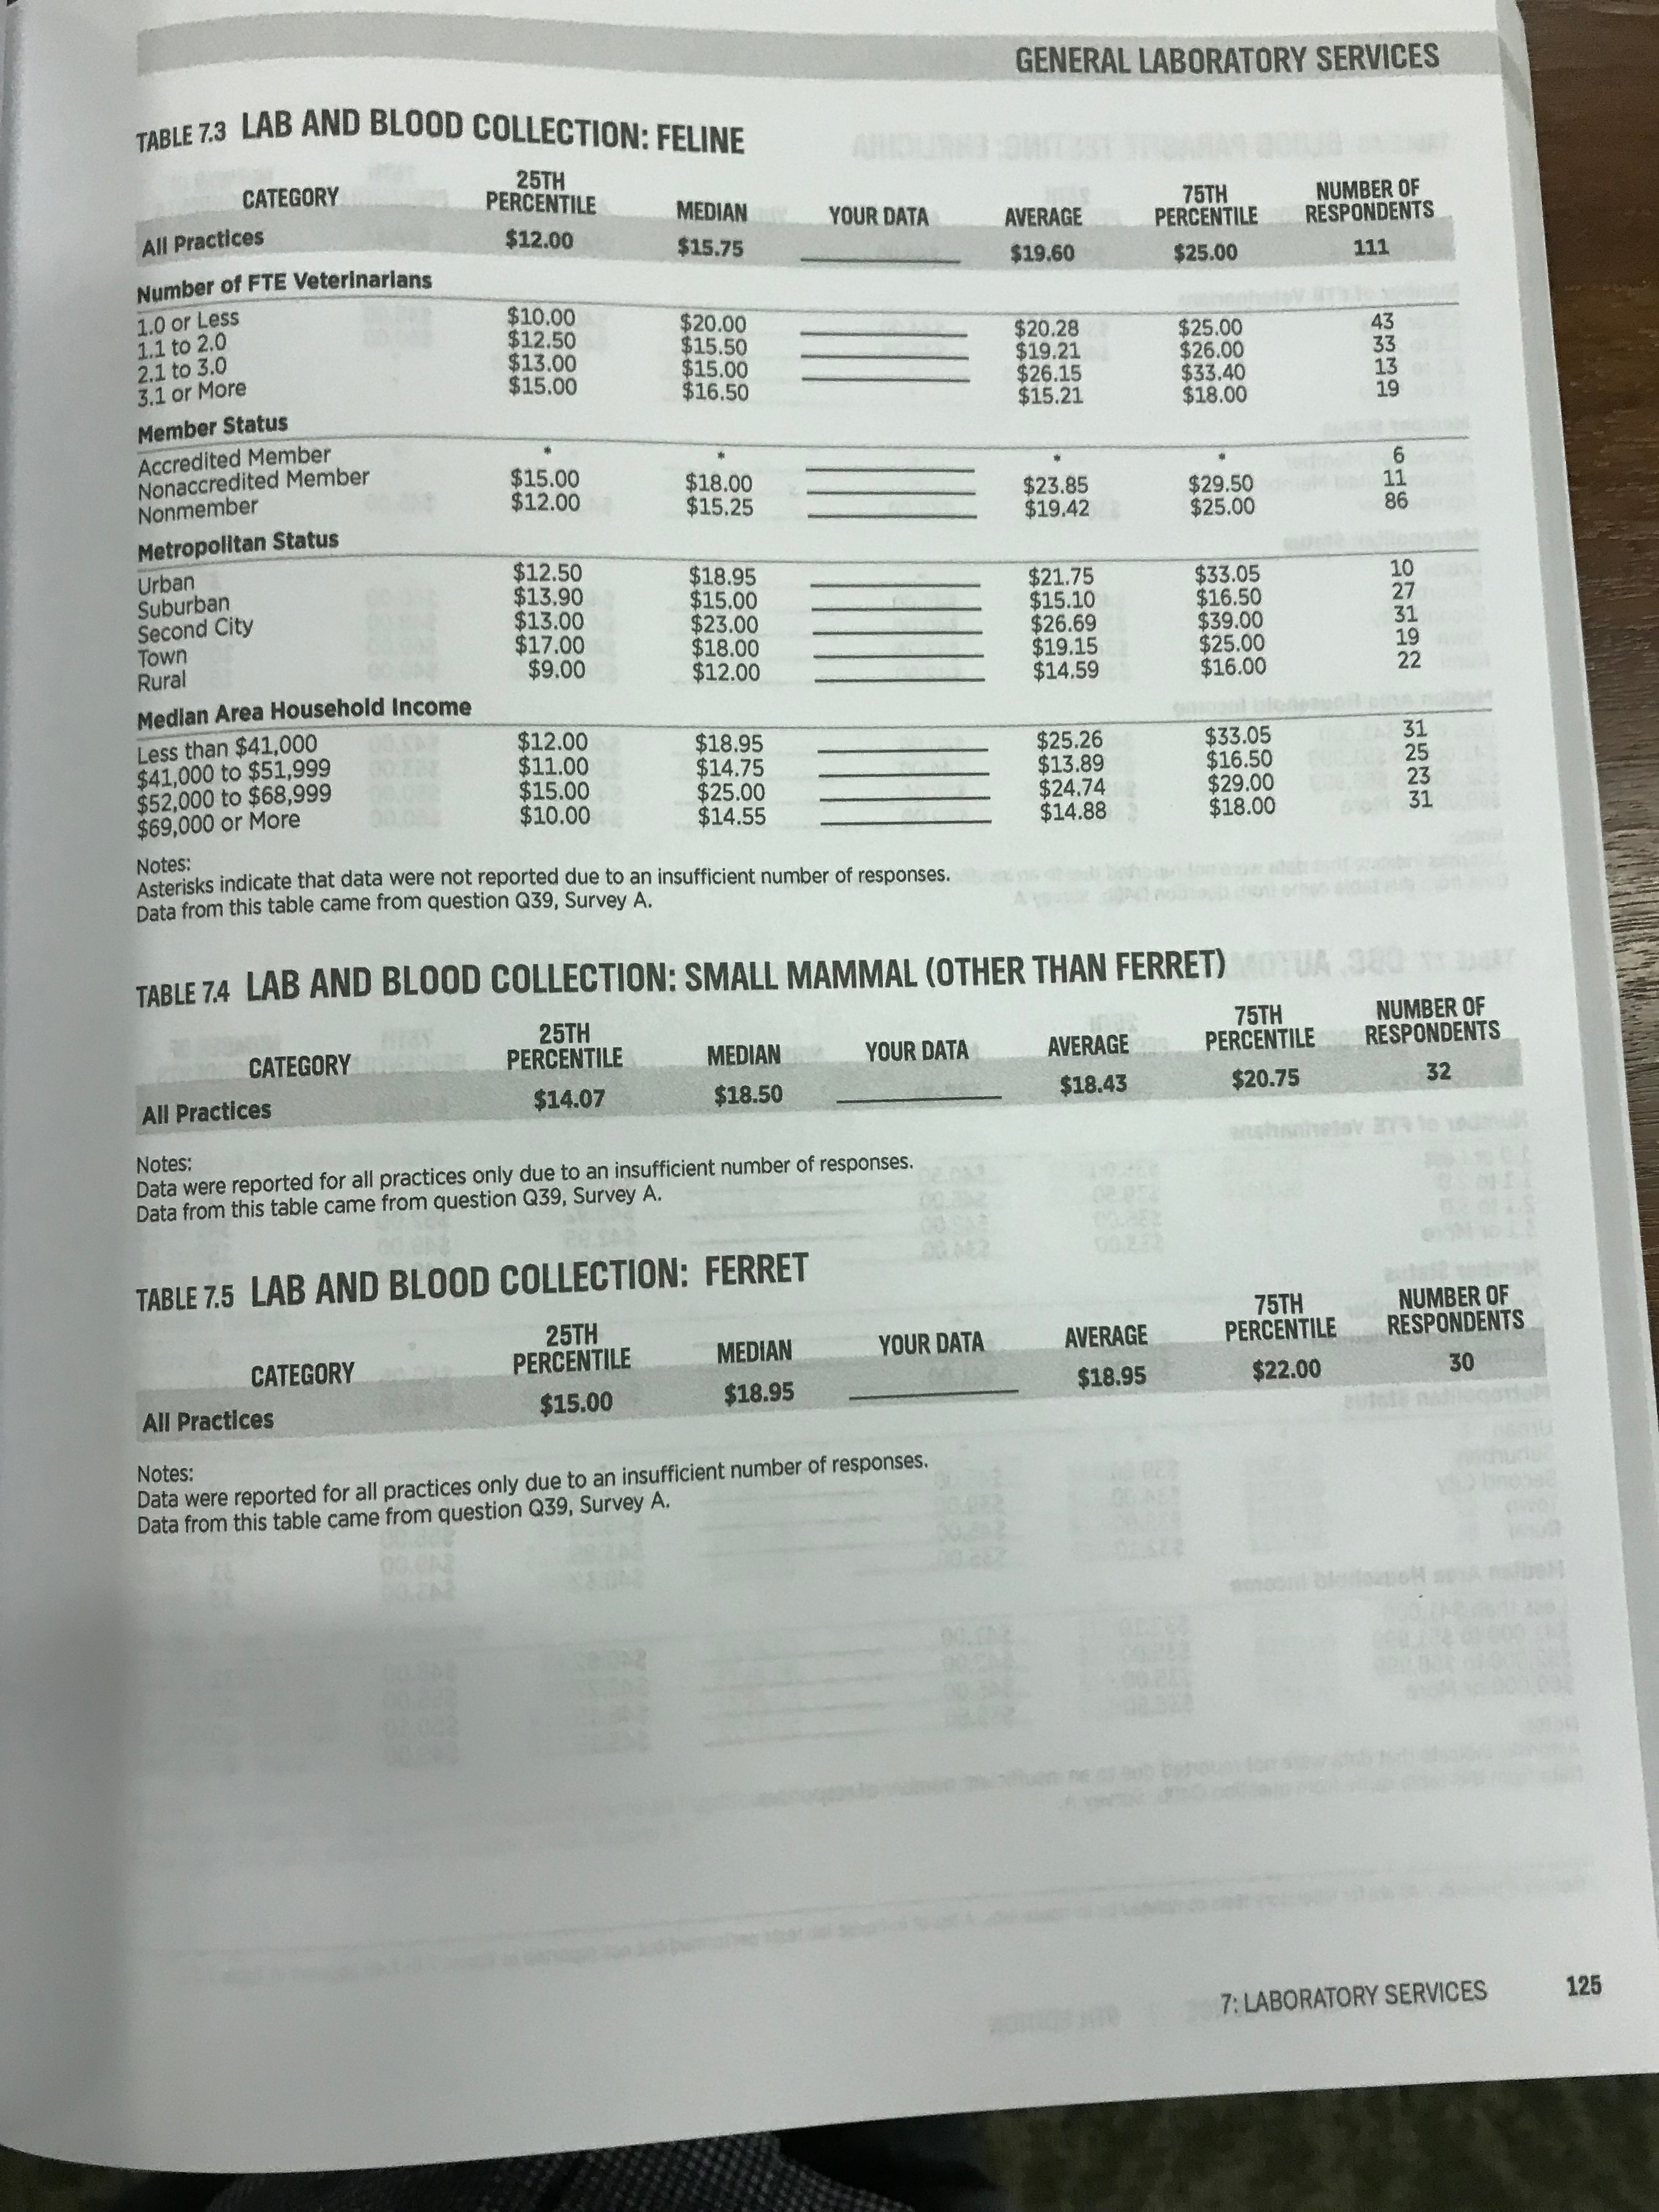 GENERAL LABORATORY SERVICES
TABLE 7.3 LAB AND BLOOD COLLECTION: FELINE
CATEGORY 25TH PERCENTILE MEDIAN YOUR DATA AVERAGE 75TH PERCENTILE NUMBER OF RESPONDENTS
All Practices $12.00 $15.75 $19.60 $25.00 111
Number of FTE Veterinarians
1.0 or Less $10.00 $20.00 $20.28 $25.00 43
1.1 to 2.0 $12.50 $15.50 $19.21 $26.00 33
2.1 to 3.0 $13.00 $15.00 $26.15 $33.40 13
3.1 or More $15.00 $16.50 $15.21 $18.00 19
Member Status
Accredited Member * * * * 6
Nonaccredited Member $15.00 $18.00 $23.85 $29.50 11
Nonmember $12.00 $15.25 $19.42 $25.00 86
Metropolitan Status
Urban $12.50 $18.95 $21.75 $33.05 10
Suburban $13.90 $15.00 $15.10 $16.50 27
Second City $13.00 $23.00 $26.69 $39.00 31
Town $17.00 $18.00 $19.15 $25.00 19
Rural $9.00 $12.00 $14.59 $16.00 22
Median Area Household Income
Less than $41,000 $12.00 $18.95 $25.26 $33.05 31
$41,000 to $51,999 $11.00 $14.75 $13.89 $16.50 25
$52,000 to $68,999 $15.00 $25.00 $24.74 $29.00 23
$69,000 or More $10.00 $14.55 $14.88 $18.00 31
Notes:
Asterisks indicate that data were not reported due to an insufficient number of responses.
Data from this table came from question Q39, Survey A.
TABLE 7.4 LAB AND BLOOD COLLECTION: SMALL MAMMAL (OTHER THAN FERRET)
CATEGORY 25TH PERCENTILE MEDIAN YOUR DATA AVERAGE 75TH PERCENTILE NUMBER OF RESPONDENTS
All Practices $14.07 $18.50 $18.43 $20.75 32
Notes:
Data were reported for all practices only due to an insufficient number of responses.
Data from this table came from question Q39, Survey A.
TABLE 7.5 LAB AND BLOOD COLLECTION: FERRET
CATEGORY 25TH PERCENTILE MEDIAN YOUR DATA AVERAGE 75TH PERCENTILE NUMBER OF RESPONDENTS
All Practices $15.00 $18.95 $18.95 $22.00 30
Notes:
Data were reported for all practices only due to an insufficient number of responses.
Data from this table came from question Q39, Survey A.
7: LABORATORY SERVICES 125